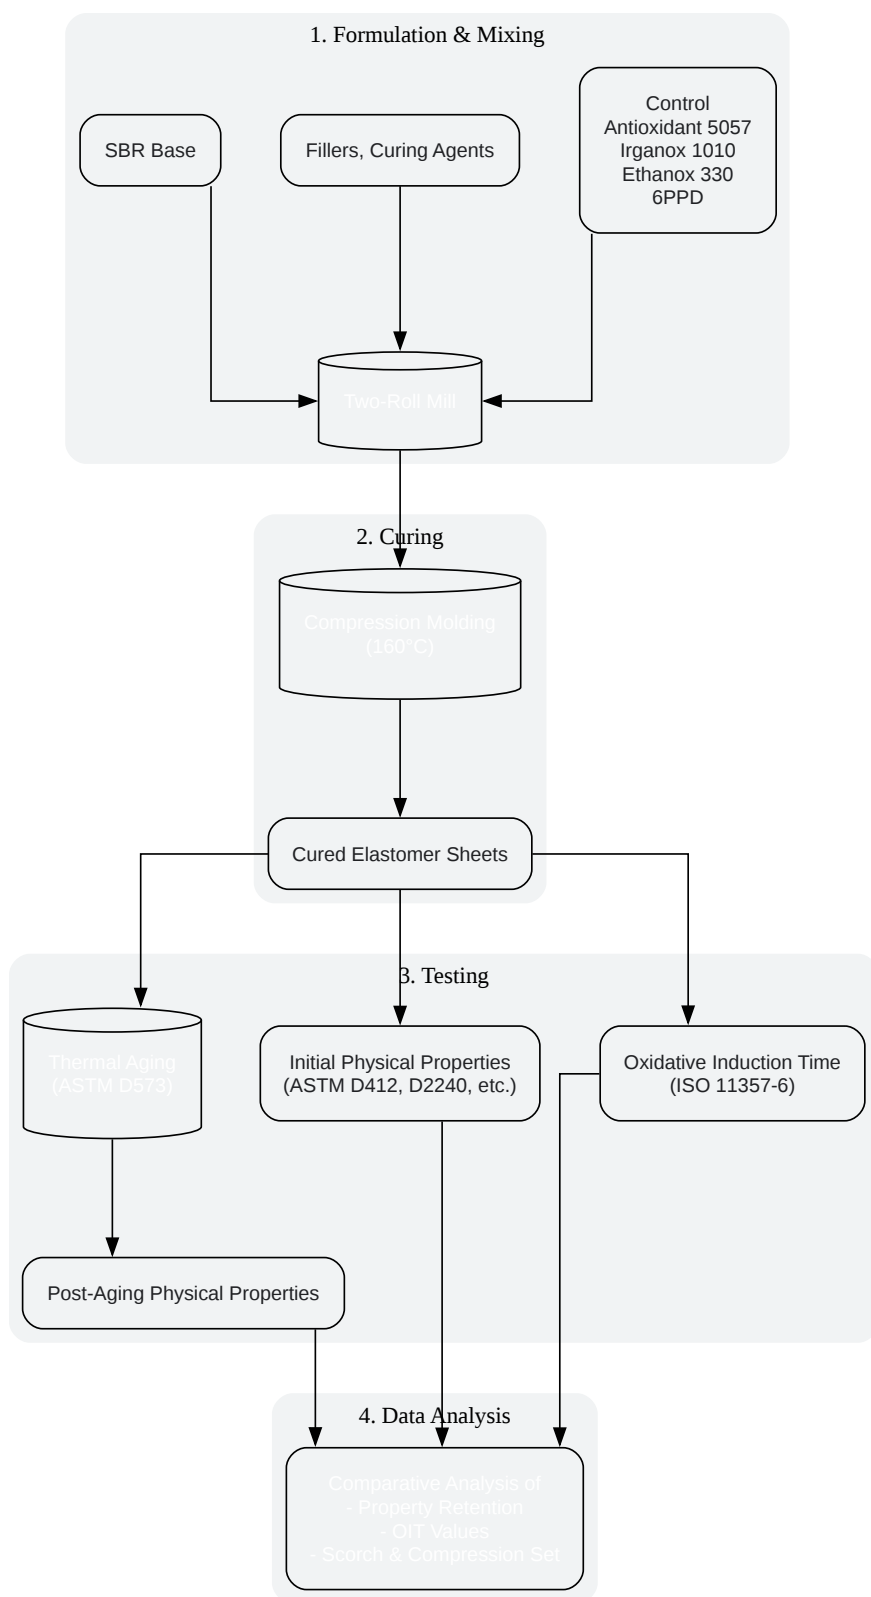 1. Formulation & Mixing
SBR Base
Fillers, Curing Agents
Control
Antioxidant 5057
Irganox 1010
Ethanox 330
6PPD
Two-Roll Mill
2. Curing
Compression Molding
(160°C)
Cured Elastomer Sheets
3. Testing
Thermal Aging
(ASTM D573)
Initial Physical Properties
(ASTM D412, D2240, etc.)
Oxidative Induction Time
(ISO 11357-6)
Post-Aging Physical Properties
4. Data Analysis
Comparative Analysis of
- Property Retention
- OIT Values
- Scorch & Compression Set